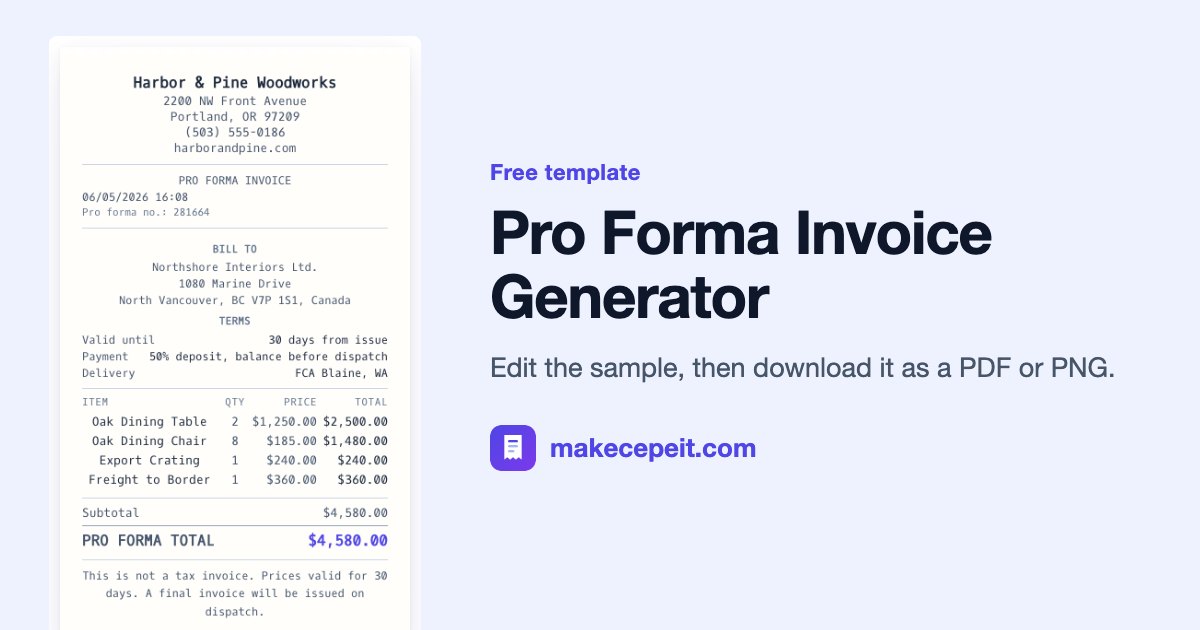 Harbor & Pine Woodworks
2200 NW Front Avenue
Portland, OR 97209
(503) 555-0186
harborandpine.com
PRO FORMA INVOICE
06/05/2026 16:08
Pro forma no.: 281664
BILL TO
Northshore Interiors Ltd.
1080 Marine Drive
North Vancouver, BC V7P 1S1, Canada
TERMS
Valid until 30 days from issue
Payment 50% deposit, balance before dispatch
Delivery FCA Blaine, WA
ITEM QTY PRICE TOTAL
Oak Dining Table 2 $1,250.00 $2,500.00
Oak Dining Chair 8 $185.00 $1,480.00
Export Crating 1 $240.00 $240.00
Freight to Border 1 $360.00 $360.00
Subtotal $4,580.00
PRO FORMA TOTAL $4,580.00
This is not a tax invoice. Prices valid for 30
days. A final invoice will be issued on
dispatch.
Free template
Pro Forma Invoice
Generator
Edit the sample, then download it as a PDF or PNG.
makecepeit.com